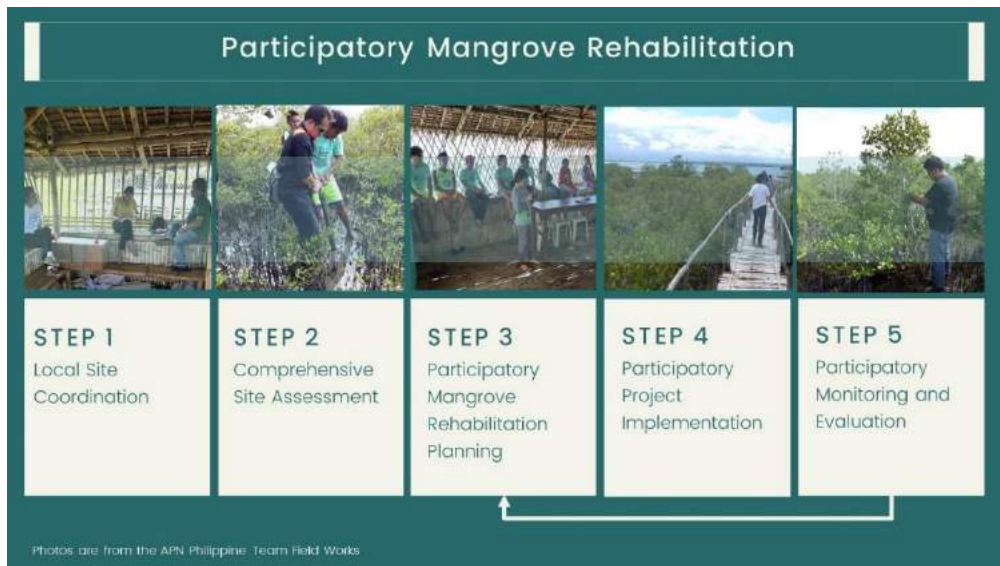 Participatory Mangrove Rehabilitation
STEP 1
Local Site
Coordination
STEP 2
Comprehensive
Site Assessment
STEP 3
Participatory
Mangrove
Rehabilitation
Planning
STEP 4
Participatory
Project
Implementation
STEP 5
Participatory
Monitoring and
Evaluation
Photos are from the APN Philippine Team Field Works